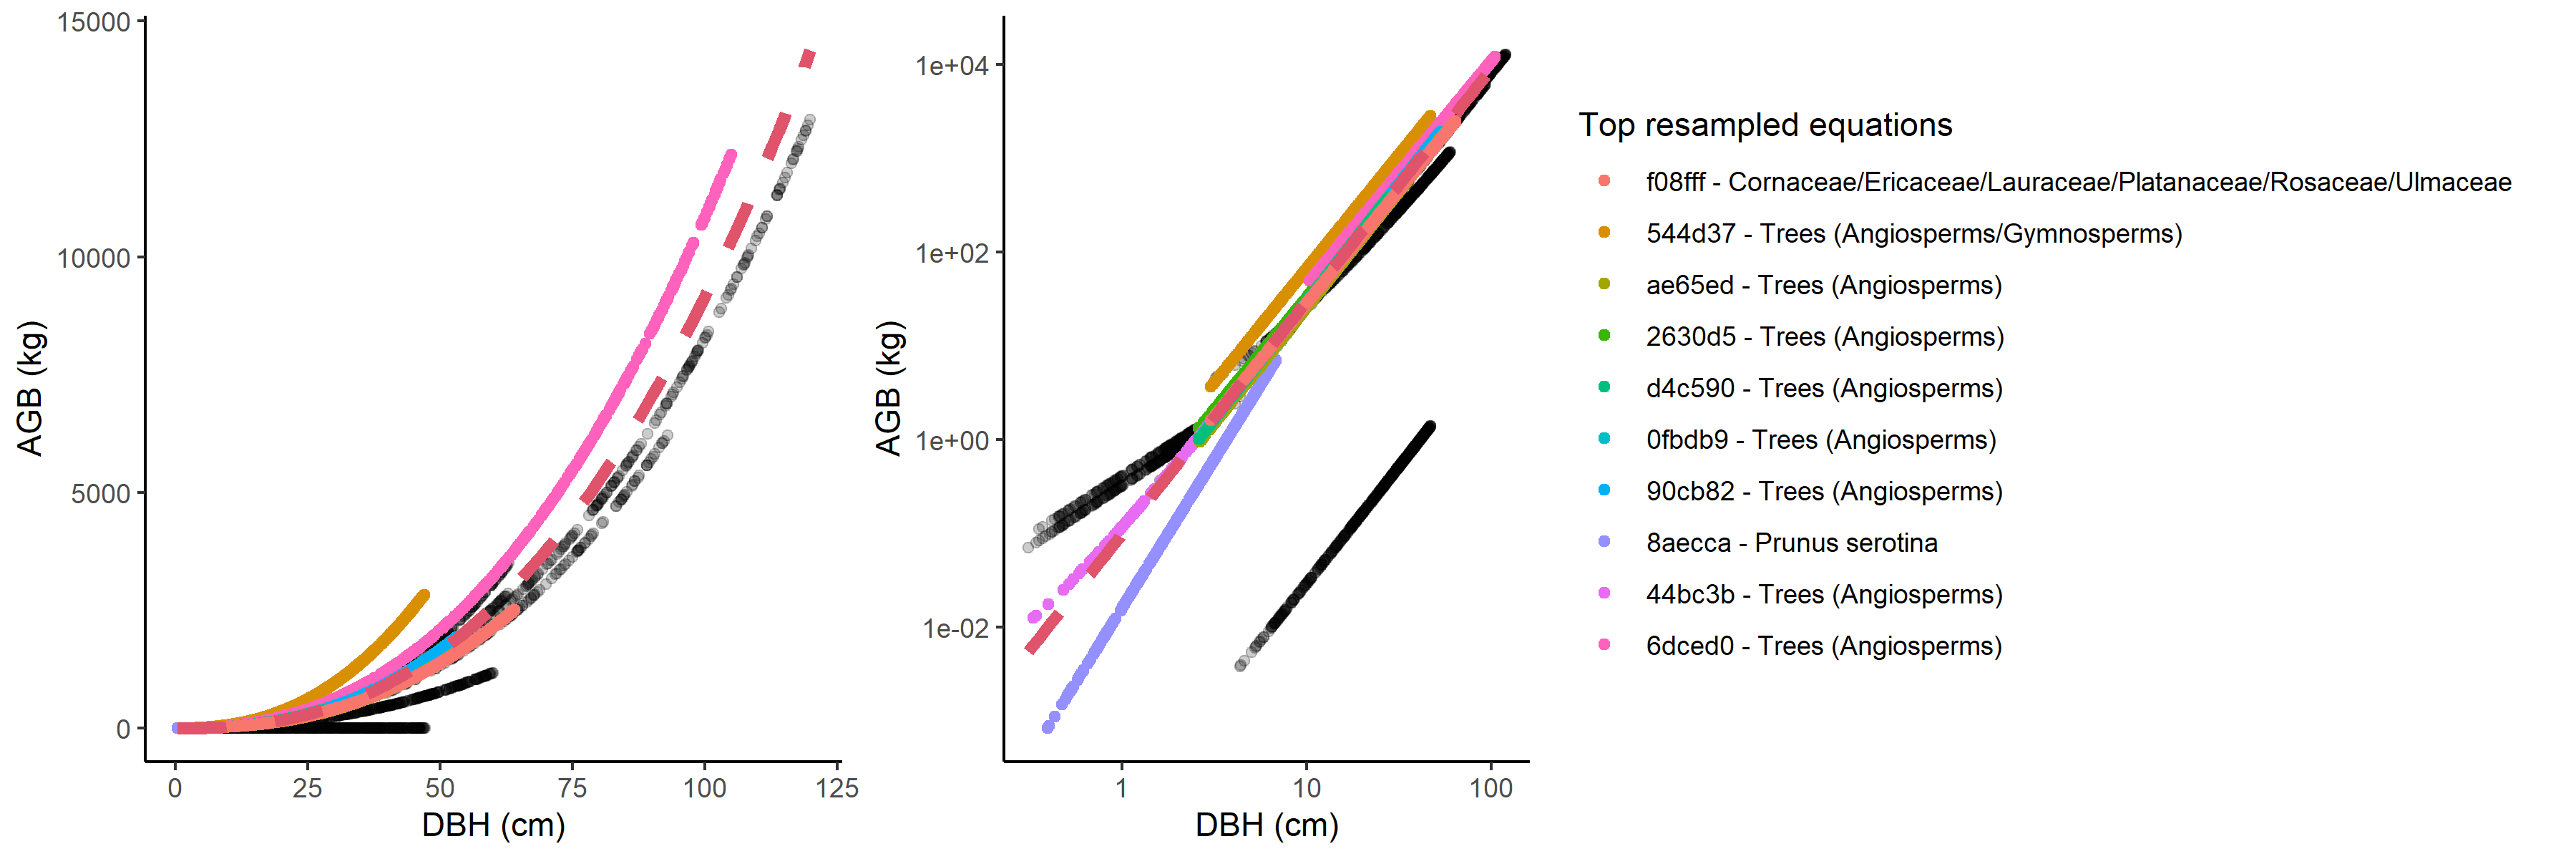 15000
10000
5000
0
AGB (kg)
0 25 50 75 100 125
DBH (cm)
1e+04
1e+02
1e+00
1e-02
AGB (kg)
1 10 100
DBH (cm)
Top resampled equations
f08fff - Cornaceae/Ericaceae/Lauraceae/Platanaceae/Rosaceae/Ulmaceae
544d37 - Trees (Angiosperms/Gymnosperms)
ae65ed - Trees (Angiosperms)
2630d5 - Trees (Angiosperms)
d4c590 - Trees (Angiosperms)
0fbdb9 - Trees (Angiosperms)
90cb82 - Trees (Angiosperms)
8aecca - Prunus serotina
44bc3b - Trees (Angiosperms)
6dced0 - Trees (Angiosperms)